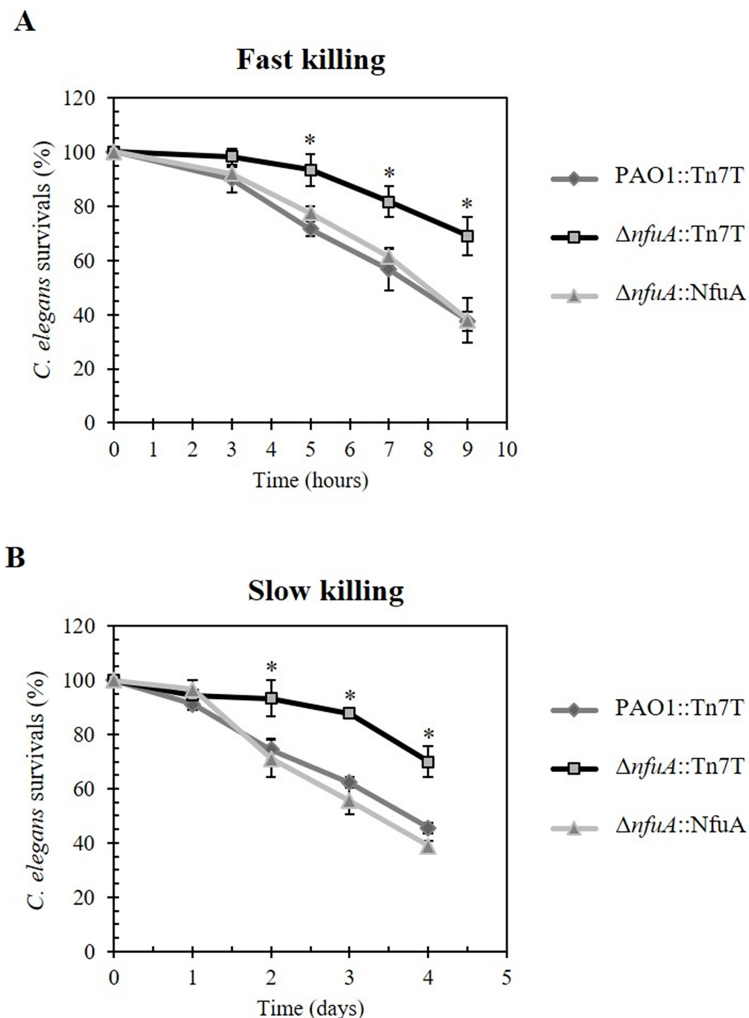 A
Fast killing
120
100
80
60
40
20
0
C. elegans survivals (%)
0 1 2 3 4 5 6 7 8 9 10
Time (hours)
* * *
PAO1::Tn7T
ΔnfuA::Tn7T
ΔnfuA::NfuA
B
Slow killing
120
100
80
60
40
20
0
C. elegans survivals (%)
0 1 2 3 4 5
Time (days)
* * *
PAO1::Tn7T
ΔnfuA::Tn7T
ΔnfuA::NfuA